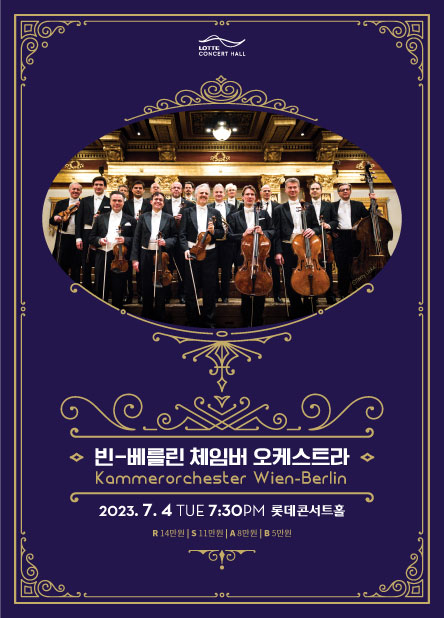 LOTTE
CONCERT HALL
빈-베를린 체임버 오케스트라
Kammerorchester Wien-Berlin
2023. 7. 4 TUE 7:30PM 롯데콘서트홀
R 14만원 | S 11만원 | A 8만원 | B 5만원